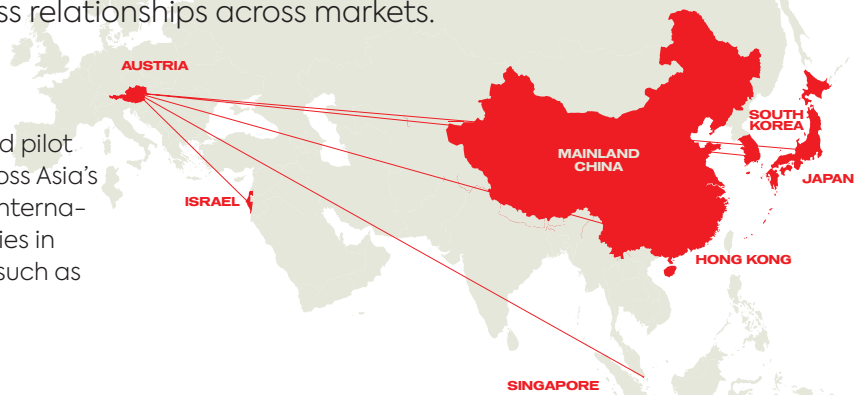 ss relationships across markets.
d pilot
oss Asia's
nterna-
ies in
such as
AUSTRIA
ISRAEL
MAINLAND
CHINA
SOUTH
KOREA
JAPAN
HONG KONG
SINGAPORE